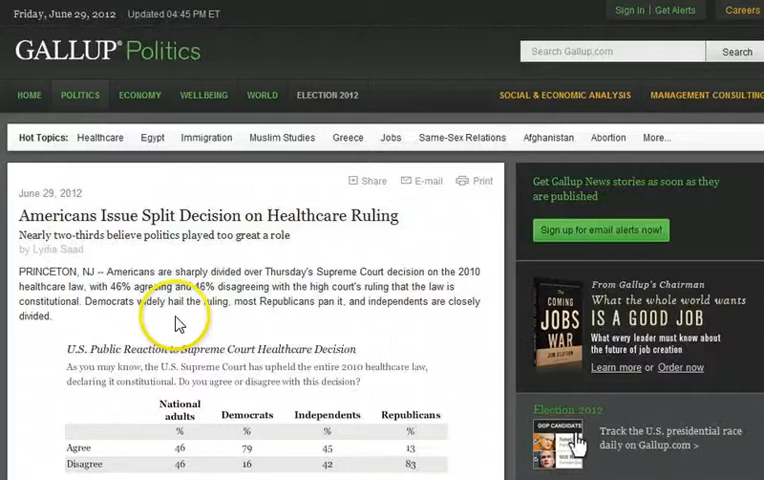 Friday, June 29, 2012 Updated 04:45 PM ET
Sign In | Get Alerts
Careers
GALLUP® Politics
Search Gallup.com
Search
HOME POLITICS ECONOMY WELLBEING WORLD ELECTION 2012
SOCIAL & ECONOMIC ANALYSIS MANAGEMENT CONSULTING
Hot Topics: Healthcare Egypt Immigration Muslim Studies Greece Jobs Same-Sex Relations Afghanistan Abortion More...
Share E-mail Print
June 29, 2012
Americans Issue Split Decision on Healthcare Ruling
Nearly two-thirds believe politics played too great a role
by Lydia Saad
PRINCETON, NJ -- Americans are sharply divided over Thursday's Supreme Court decision on the 2010
healthcare law, with 46% agreeing and 46% disagreeing with the high court's ruling that the law is
constitutional. Democrats widely hail the ruling, most Republicans pan it, and independents are closely
divided.
U.S. Public Reaction to Supreme Court Healthcare Decision
As you may know, the U.S. Supreme Court has upheld the entire 2010 healthcare law,
declaring it constitutional. Do you agree or disagree with this decision?
National
adults Democrats Independents Republicans
% % % %
Agree 46 79 45 13
Disagree 46 16 42 83
Get Gallup News stories as soon as they
are published
Sign up for email alerts now!
THE
COMING
JOBS
WAR
JIM CLIFTON
From Gallup's Chairman
What the whole world wants
IS A GOOD JOB
What every leader must know about
the future of job creation
Learn more or Order now
Election 2012
GOP CANDIDATE
Track the U.S. presidential race
daily on Gallup.com >